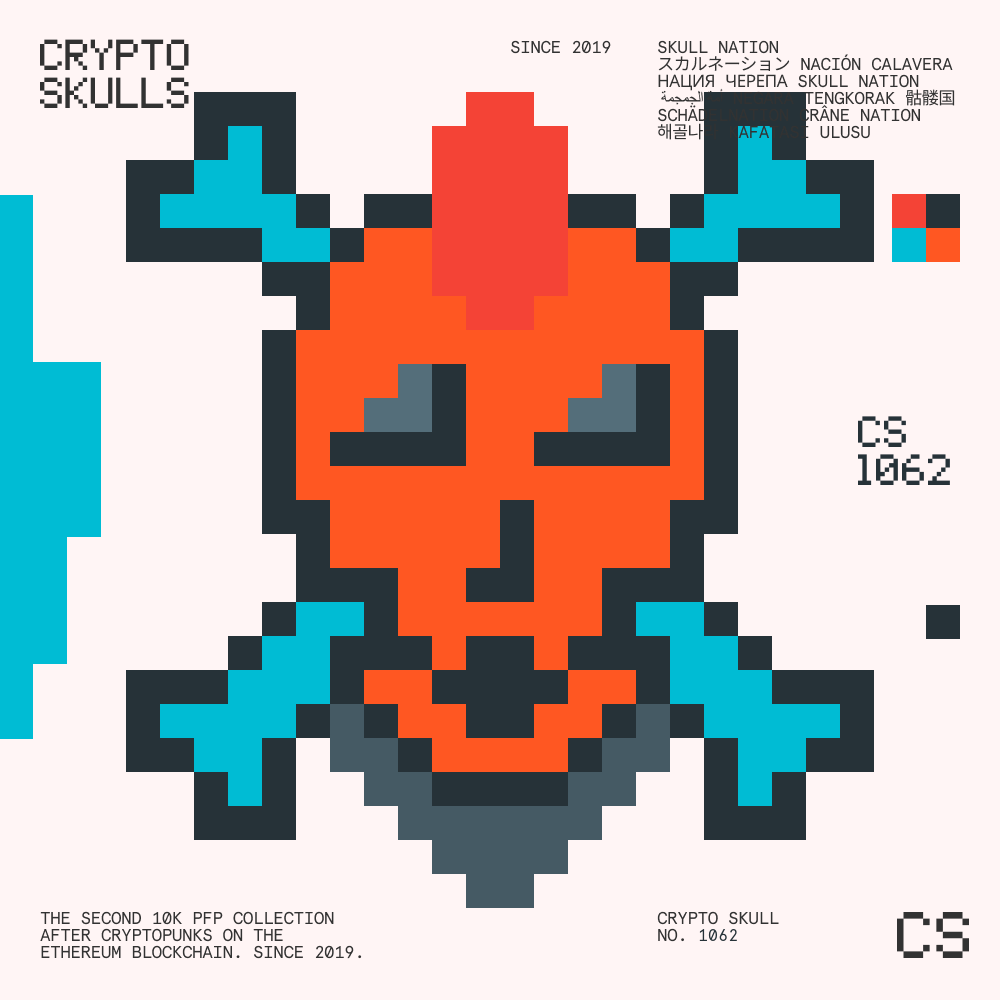 CRYPTO
SKULLS
SINCE 2019
SKULL NATION
スカルネーション NACIÓN CALAVERA
НАЦИЯ ЧЕРЕПА SKULL NATION
الجمجمة TENGKORAK 骷髅国
CRÂNE NATION
해골 ULUSU
CS
1062
THE SECOND 10K PFP COLLECTION
AFTER CRYPTOPUNKS ON THE
ETHEREUM BLOCKCHAIN. SINCE 2019.
CRYPTO SKULL
NO. 1062
CS